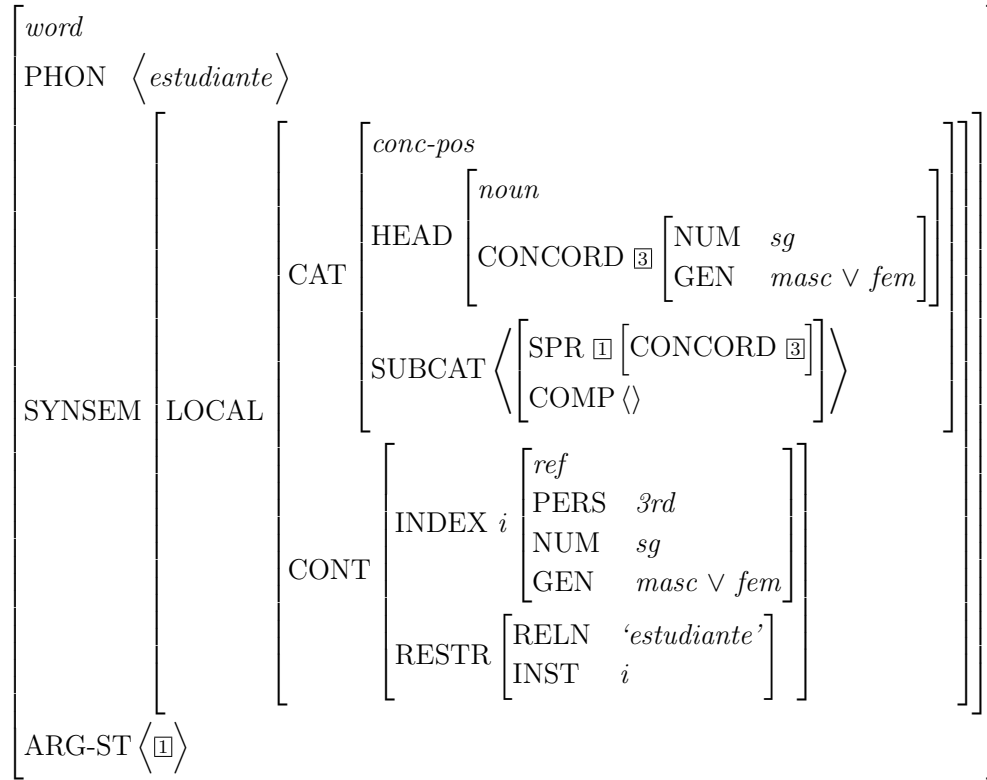 word
PHON ⟨estudiante⟩
conc-pos
noun
HEAD
CONCORD 3 NUM sg
GEN masc ∨ fem
CAT
SUBCAT ⟨ SPR 1 [CONCORD 3]
COMP ⟨⟩ ⟩
SYNSEM LOCAL
ref
PERS 3rd
INDEX i
NUM sg
GEN masc ∨ fem
CONT
RESTR RELN ‘estudiante’
INST i
ARG-ST ⟨1⟩